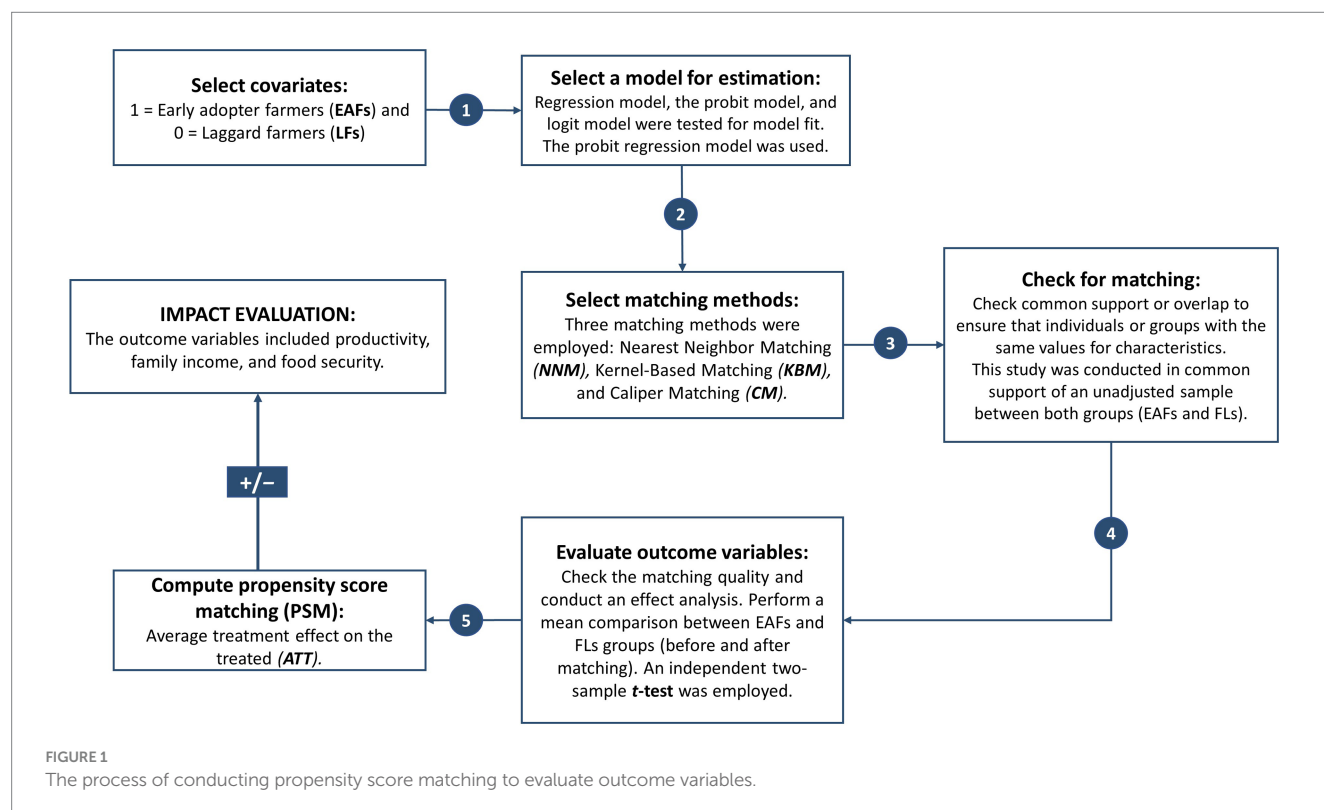 Select covariates:
1 = Early adopter farmers (EAFs) and
0 = Laggard farmers (LFs)
1
Select a model for estimation:
Regression model, the probit model, and
logit model were tested for model fit.
The probit regression model was used.
2
Select matching methods:
Three matching methods were
employed: Nearest Neighbor Matching
(NNM), Kernel-Based Matching (KBM),
and Caliper Matching (CM).
3
Check for matching:
Check common support or overlap to
ensure that individuals or groups with the
same values for characteristics.
This study was conducted in common
support of an unadjusted sample
between both groups (EAFs and FLs).
4
Evaluate outcome variables:
Check the matching quality and
conduct an effect analysis. Perform a
mean comparison between EAFs and
FLs groups (before and after
matching). An independent two-
sample t-test was employed.
5
Compute propensity score
matching (PSM):
Average treatment effect on the
treated (ATT).
+/−
IMPACT EVALUATION:
The outcome variables included productivity,
family income, and food security.
FIGURE 1
The process of conducting propensity score matching to evaluate outcome variables.